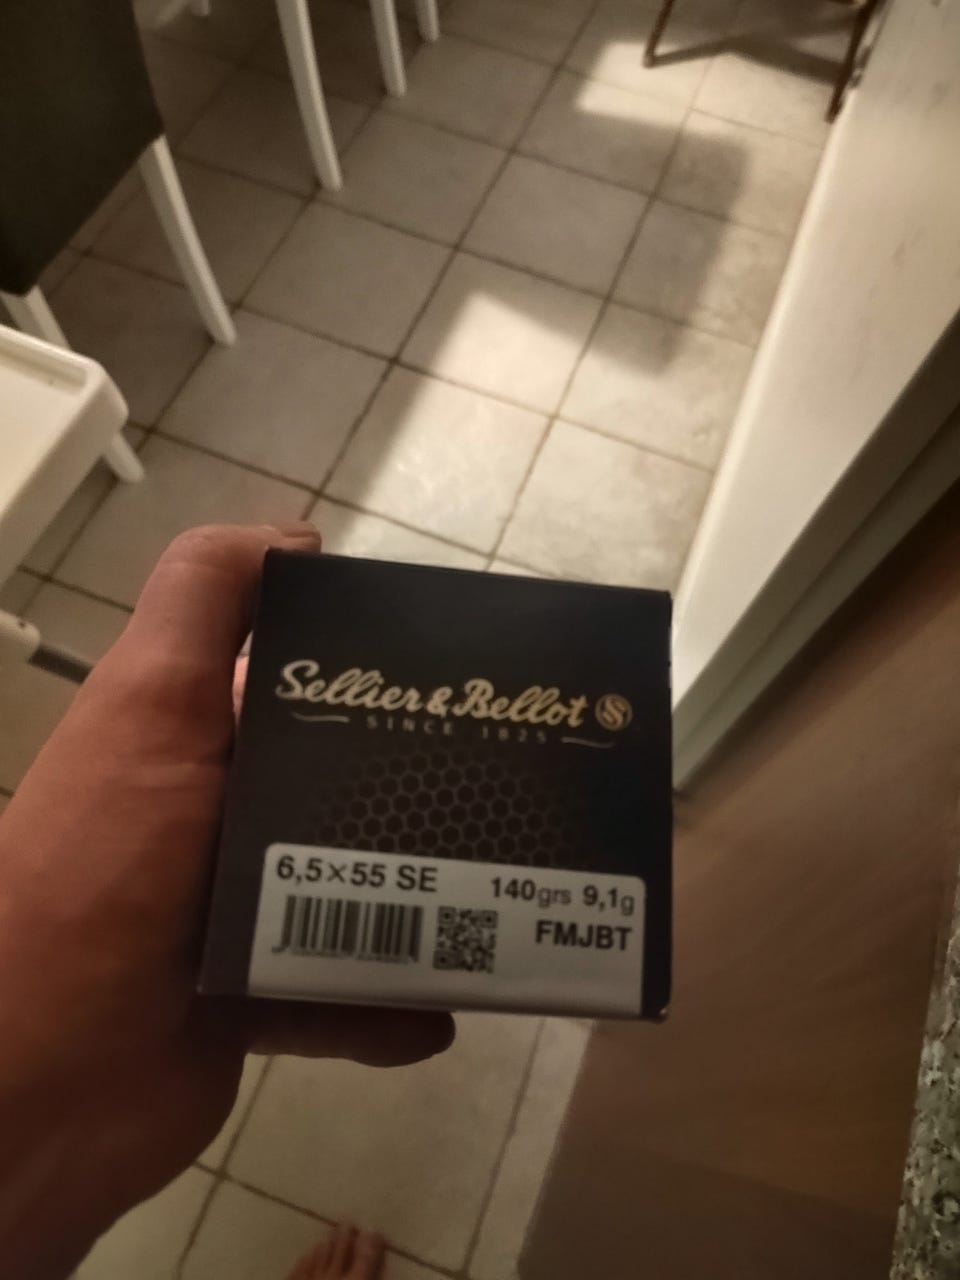 Sellier & Bellot
SINCE 1825
6,5×55 SE
140grs 9,1g
FMJBT